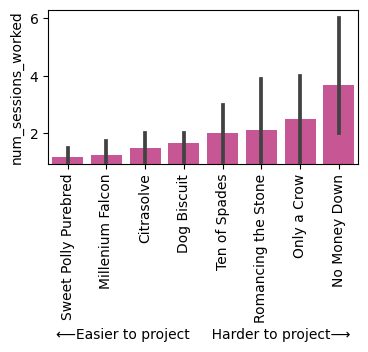 num_sessions_worked
6
4
2
Sweet Polly Purebred
Millenium Falcon
Citrasolve
Dog Biscuit
Ten of Spades
Romancing the Stone
Only a Crow
No Money Down
⟵Easier to project     Harder to project⟶